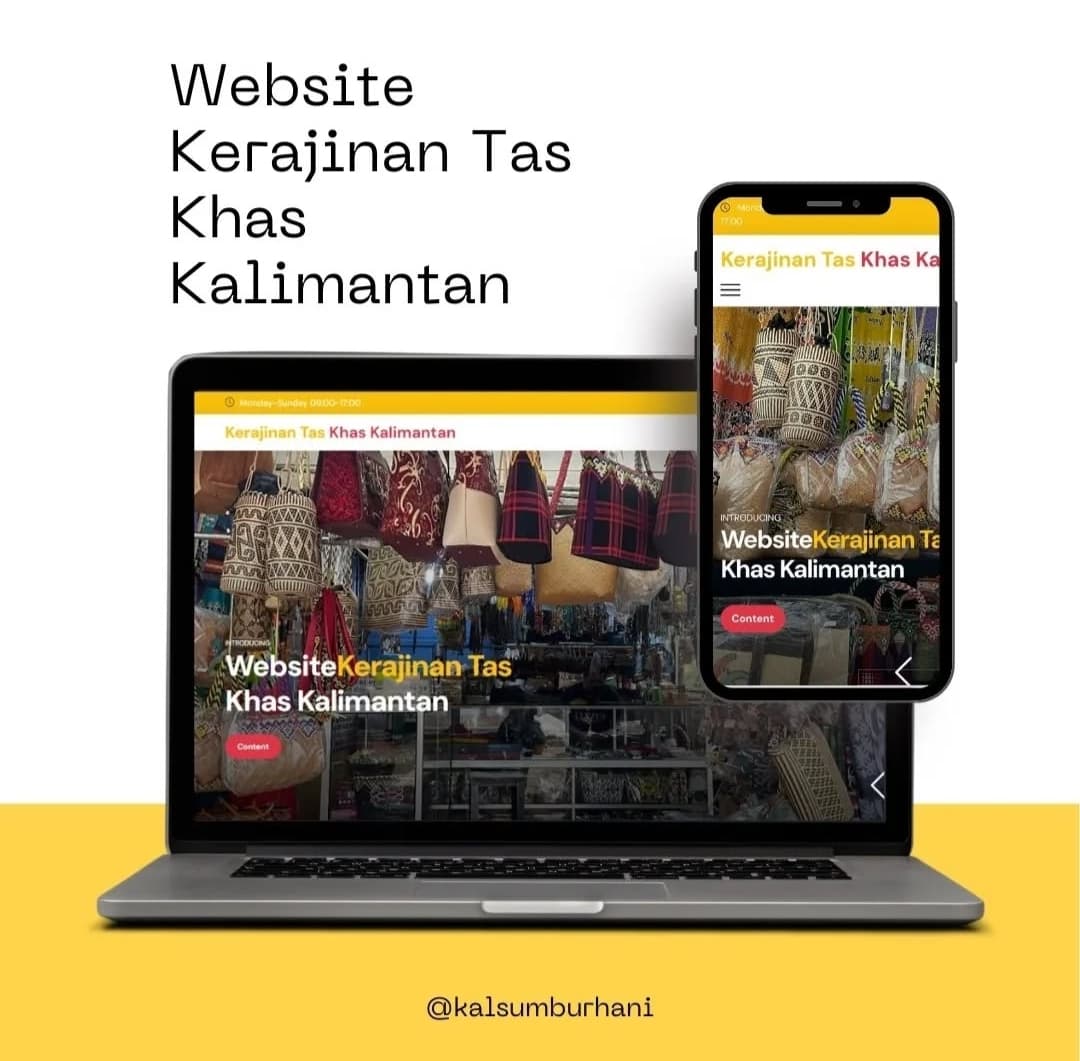 Website
Kerajinan Tas
Khas
Kalimantan
Monday-Sunday 09:00-17:00
Kerajinan Tas Khas Kalimantan
INTRODUCING
WebsiteKerajinan Tas
Khas Kalimantan
Content
17:00
Kerajinan Tas Khas Ka
INTRODUCING
WebsiteKerajinan Ta
Khas Kalimantan
Content
@kalsumburhani